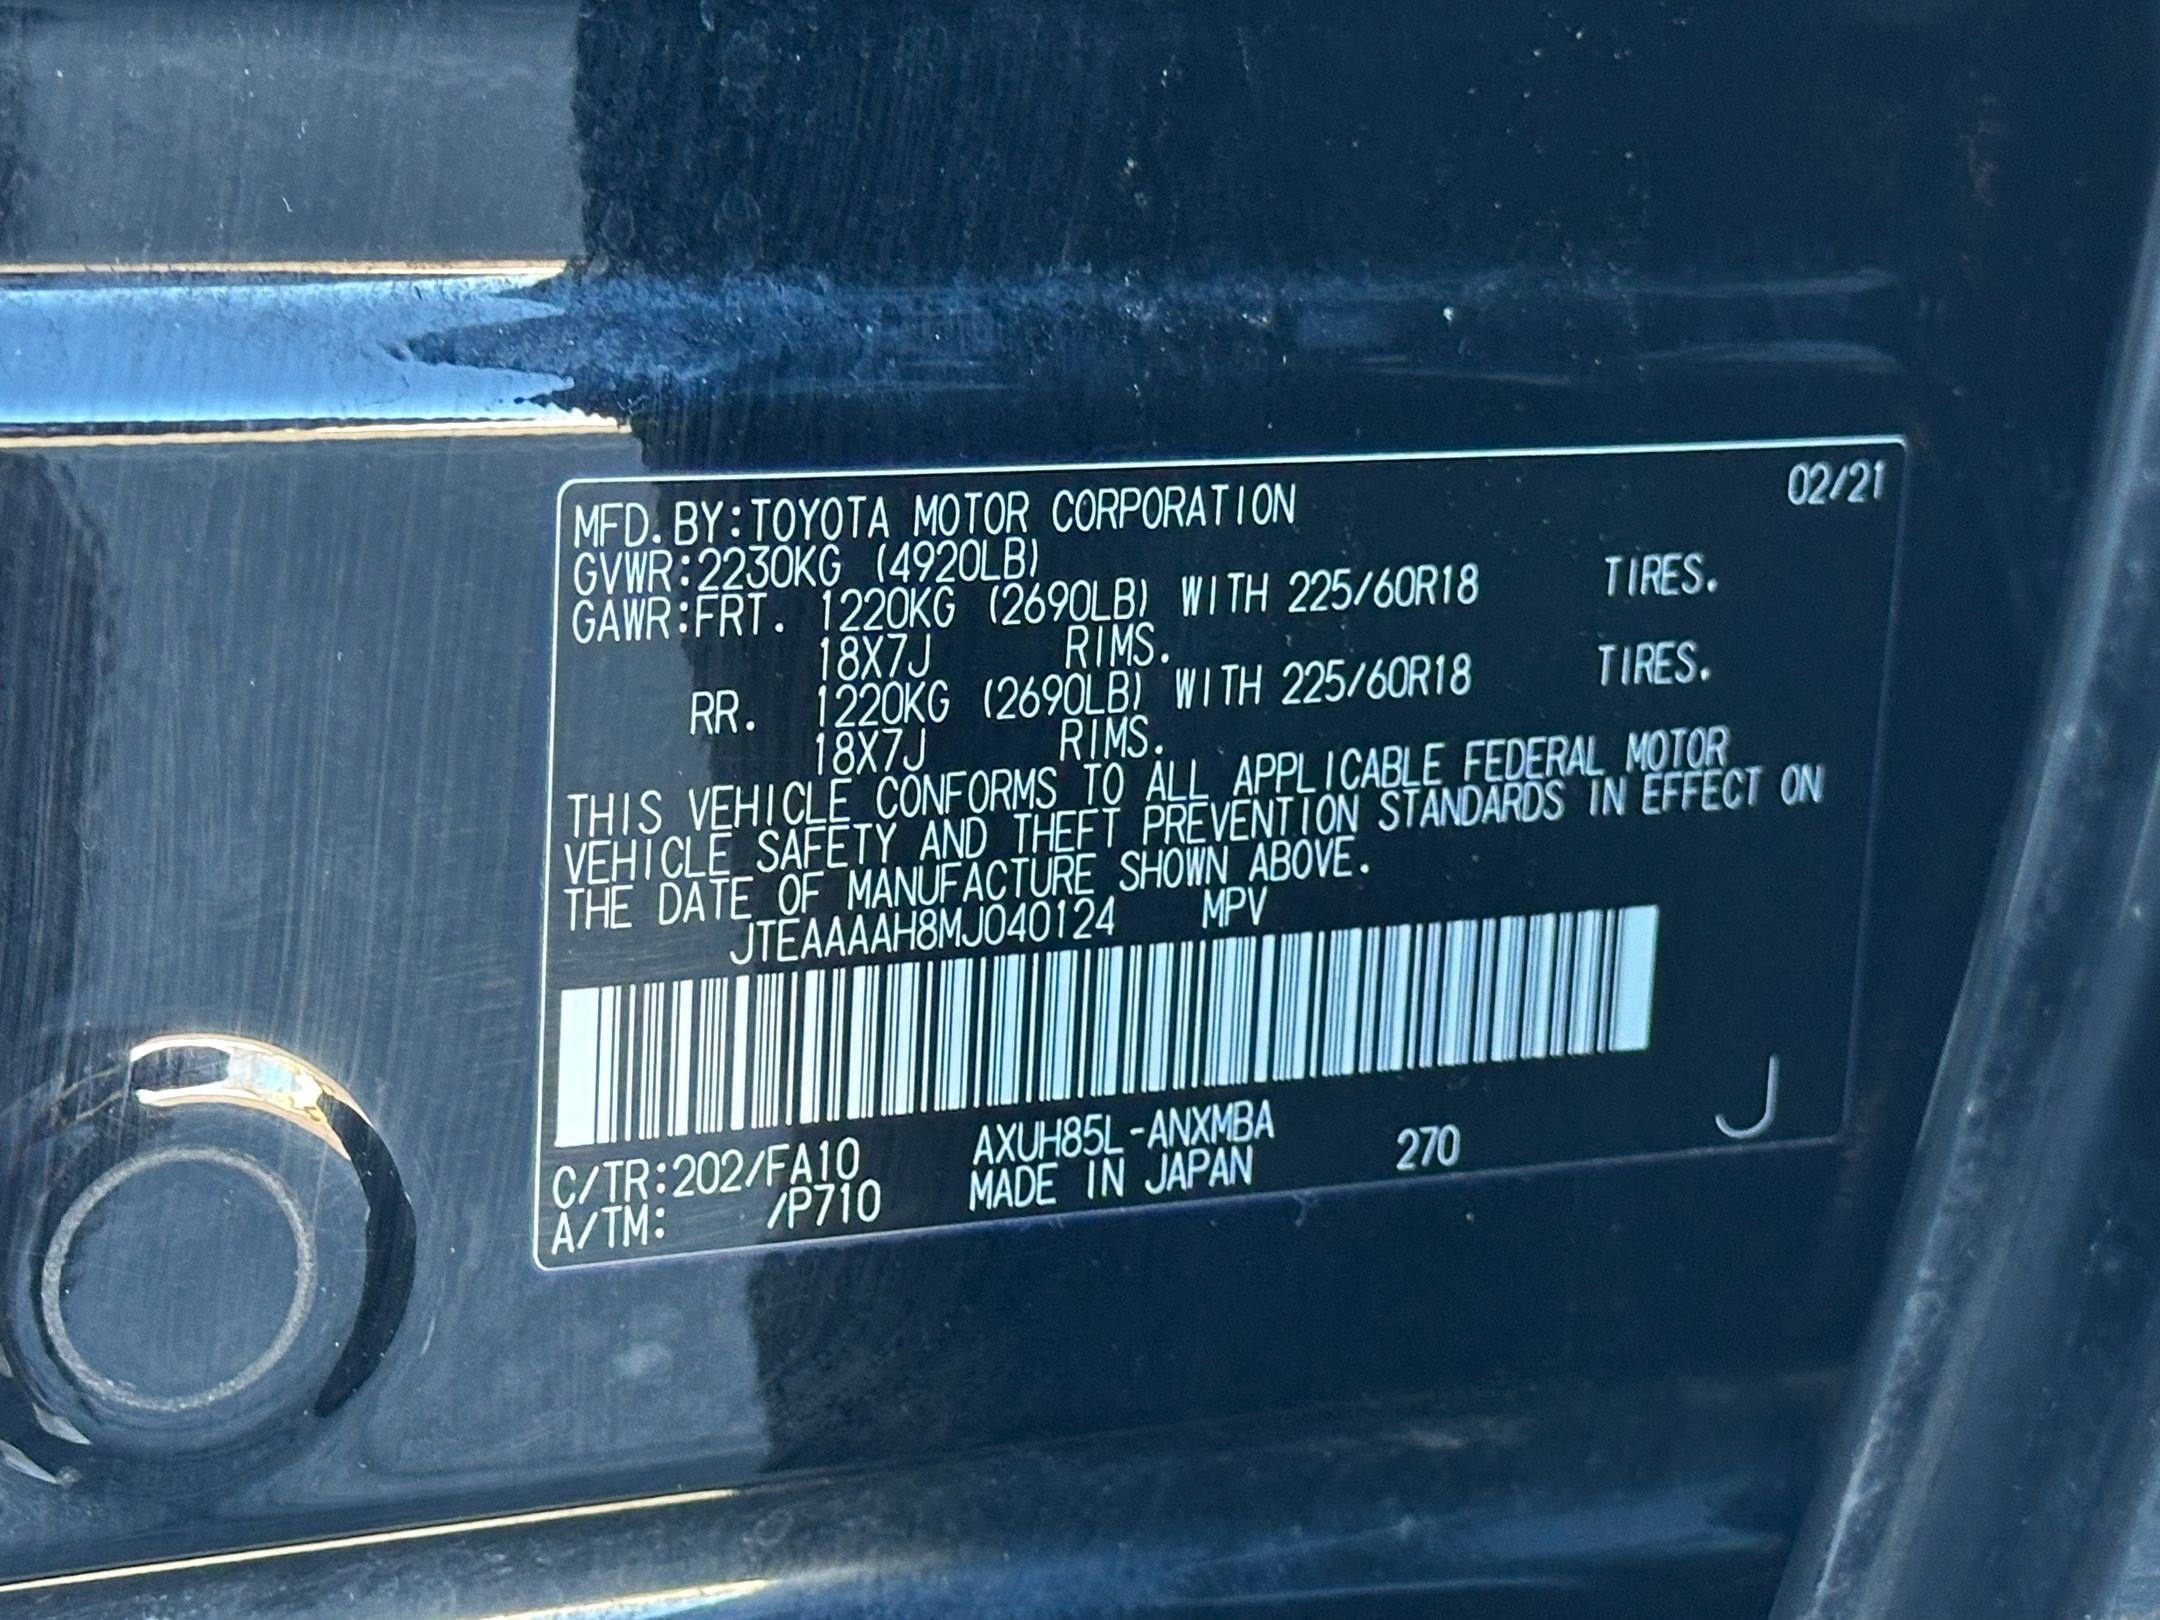 02/21
MFD.BY:TOYOTA MOTOR CORPORATION
GVWR:2230KG (4920LB)
GAWR:FRT. 1220KG (2690LB) WITH 225/60R18 TIRES.
18X7J RIMS.
RR. 1220KG (2690LB) WITH 225/60R18 TIRES.
18X7J RIMS.
THIS VEHICLE CONFORMS TO ALL APPLICABLE FEDERAL MOTOR
VEHICLE SAFETY AND THEFT PREVENTION STANDARDS IN EFFECT ON
THE DATE OF MANUFACTURE SHOWN ABOVE.
JTEAAAAH8MJ040124 MPV
C/TR:202/FA10 AXUH85L-ANXMBA 270 J
A/TM: /P710 MADE IN JAPAN